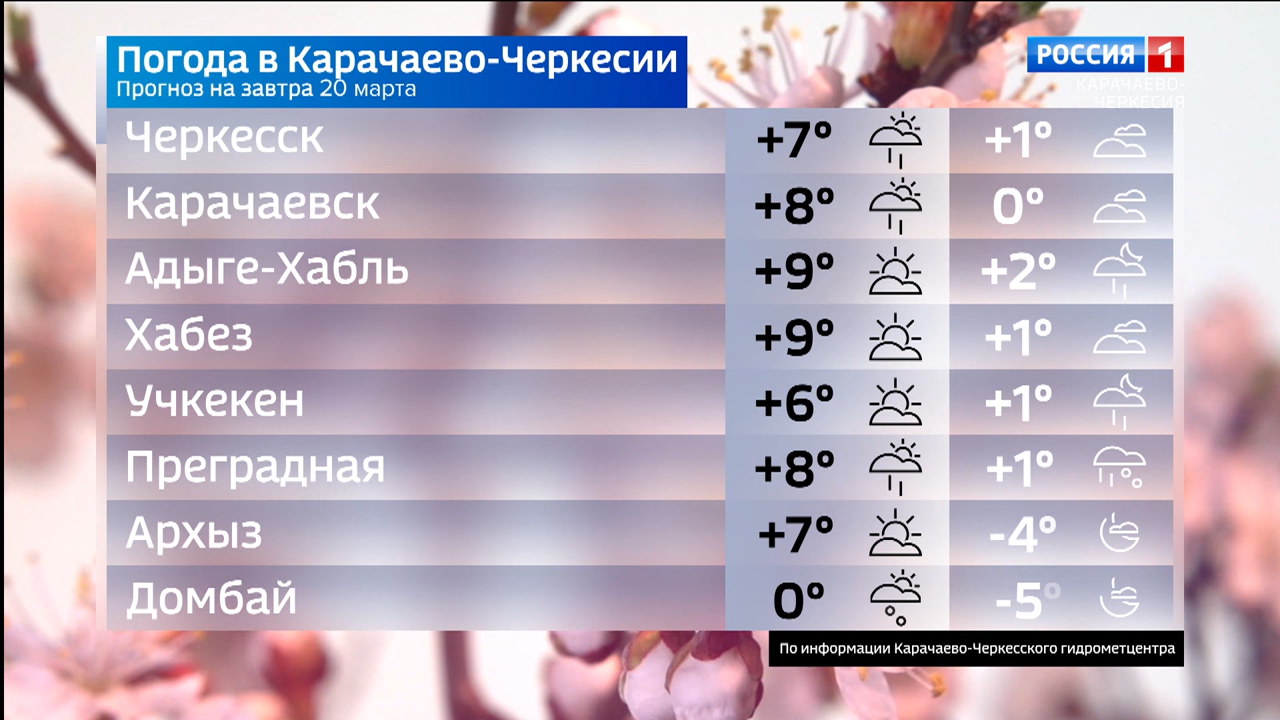 Погода в Карачаево-Черкесии
Прогноз на завтра 20 марта
РОССИЯ 1
КАРАЧАЕВО-
ЧЕРКЕСИЯ
Черкесск +7° +1°
Карачаевск +8° 0°
Адыге-Хабль +9° +2°
Хабез +9° +1°
Учкекен +6° +1°
Преградная +8° +1°
Архыз +7° -4°
Домбай 0° -5°
По информации Карачаево-Черкесского гидрометцентра